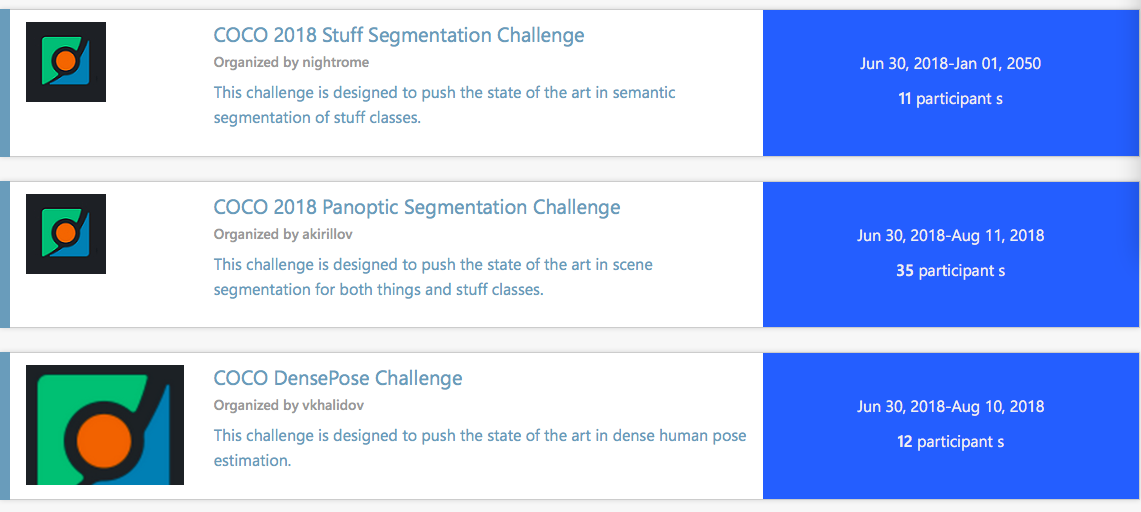 COCO 2018 Stuff Segmentation Challenge
Organized by nightrome
This challenge is designed to push the state of the art in semantic
segmentation of stuff classes.
Jun 30, 2018-Jan 01, 2050
11 participant s
COCO 2018 Panoptic Segmentation Challenge
Organized by akirillov
This challenge is designed to push the state of the art in scene
segmentation for both things and stuff classes.
Jun 30, 2018-Aug 11, 2018
35 participant s
COCO DensePose Challenge
Organized by vkhalidov
This challenge is designed to push the state of the art in dense human pose
estimation.
Jun 30, 2018-Aug 10, 2018
12 participant s